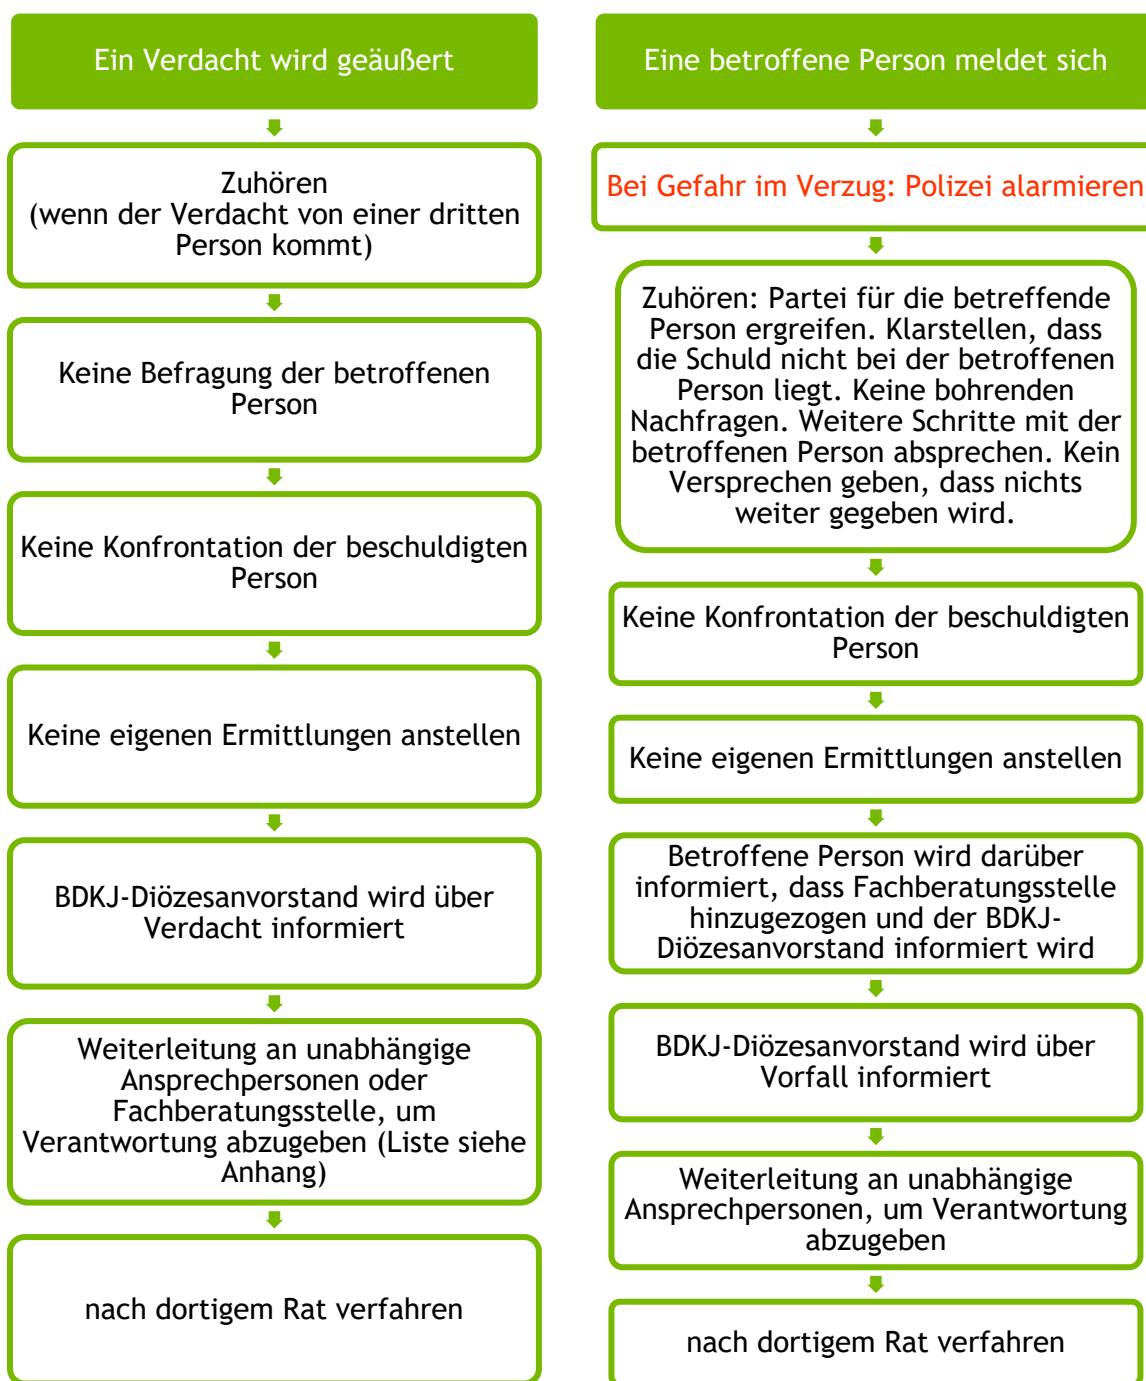 Ein Verdacht wird geäußert
Zuhören
(wenn der Verdacht von einer dritten
Person kommt)
Keine Befragung der betroffenen
Person
Keine Konfrontation der beschuldigten
Person
Keine eigenen Ermittlungen anstellen
BDKJ-Diözesanvorstand wird über
Verdacht informiert
Weiterleitung an unabhängige
Ansprechpersonen oder
Fachberatungsstelle, um
Verantwortung abzugeben (Liste siehe
Anhang)
nach dortigem Rat verfahren
Eine betroffene Person meldet sich
Bei Gefahr im Verzug: Polizei alarmieren
Zuhören: Partei für die betreffende
Person ergreifen. Klarstellen, dass
die Schuld nicht bei der betroffenen
Person liegt. Keine bohrenden
Nachfragen. Weitere Schritte mit der
betroffenen Person absprechen. Kein
Versprechen geben, dass nichts
weiter gegeben wird.
Keine Konfrontation der beschuldigten
Person
Keine eigenen Ermittlungen anstellen
Betroffene Person wird darüber
informiert, dass Fachberatungsstelle
hinzugezogen und der BDKJ-
Diözesanvorstand informiert wird
BDKJ-Diözesanvorstand wird über
Vorfall informiert
Weiterleitung an unabhängige
Ansprechpersonen, um Verantwortung
abzugeben
nach dortigem Rat verfahren